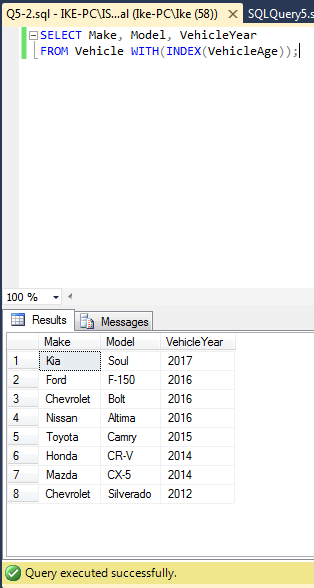 Q5-2.sql - IKE-PC\IS...al (Ike-PC\Ike (58)) × SQLQuery5.s
SELECT Make, Model, VehicleYear
FROM Vehicle WITH(INDEX(VehicleAge));
100 %
Results Messages
Make Model VehicleYear
1 Kia Soul 2017
2 Ford F-150 2016
3 Chevrolet Bolt 2016
4 Nissan Altima 2016
5 Toyota Camry 2015
6 Honda CR-V 2014
7 Mazda CX-5 2014
8 Chevrolet Silverado 2012
Query executed successfully.